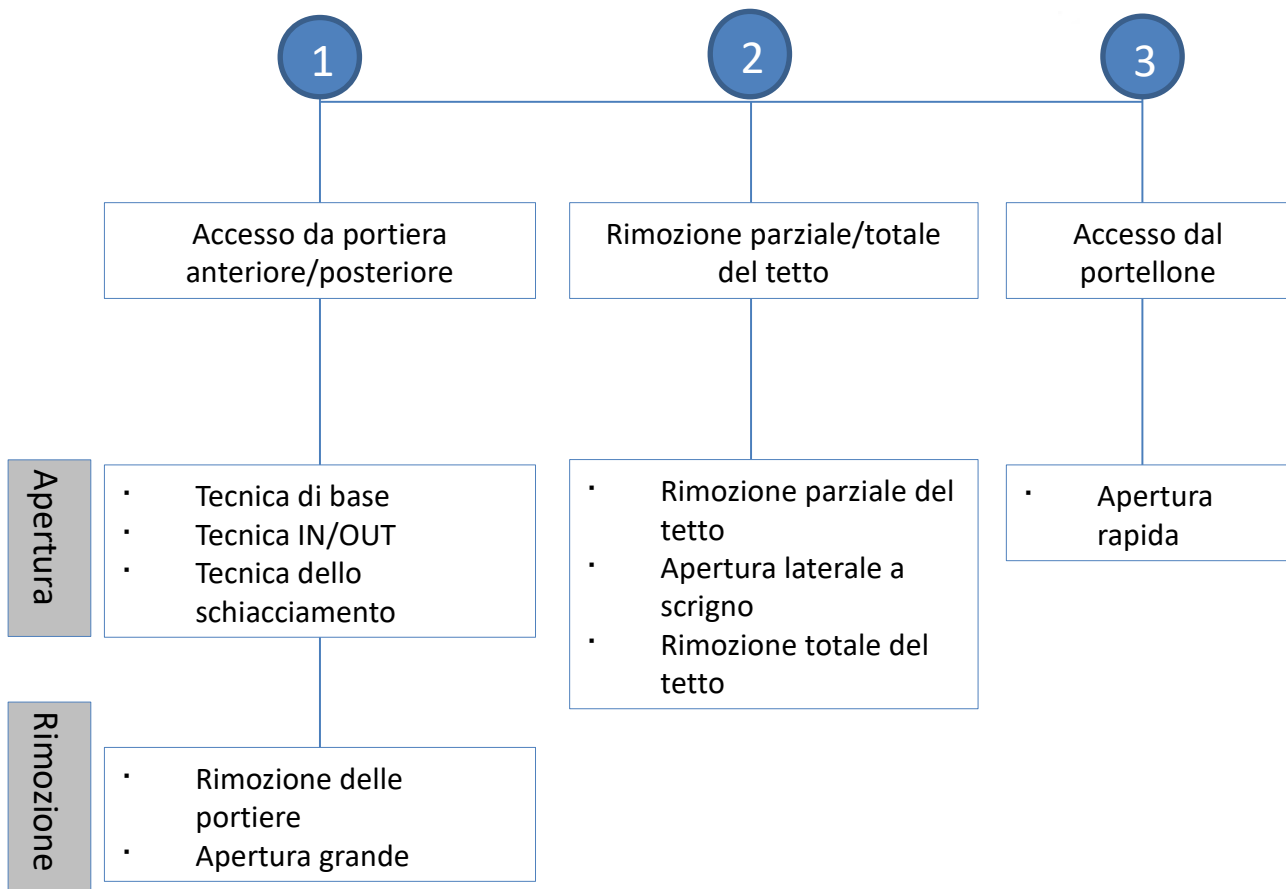 1
2
3
Accesso da portiera
anteriore/posteriore
Rimozione parziale/totale
del tetto
Accesso dal
portellone
Apertura
· Tecnica di base
· Tecnica IN/OUT
· Tecnica dello
schiacciamento
· Rimozione parziale del
tetto
· Apertura laterale a
scrigno
· Rimozione totale del
tetto
· Apertura
rapida
Rimozione
· Rimozione delle
portiere
· Apertura grande